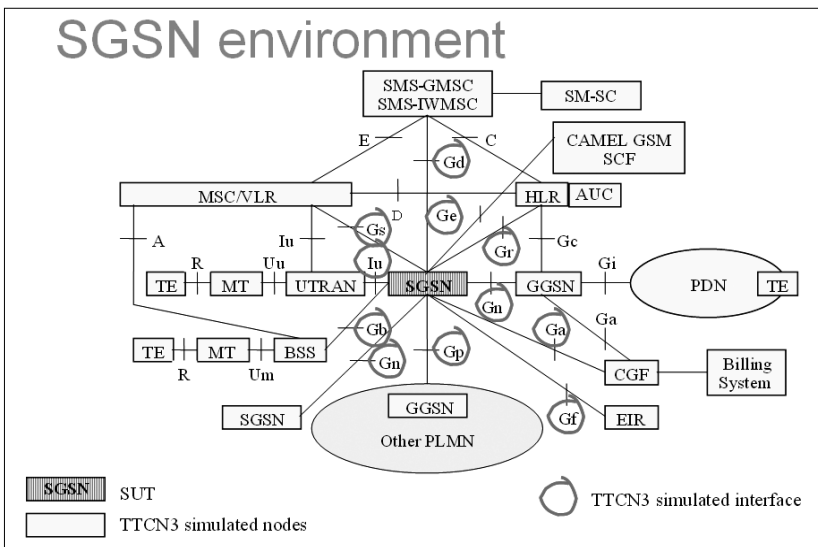 SGSN environment
SMS-GMSC
SMS-IWMSC
SM-SC
CAMEL GSM
SCF
E
C
Gd
MSC/VLR
D
Ge
HLR
AUC
A
Iu
Gs
Gr
Gc
TE
R
MT
Uu
UTRAN
Iu
SGSN
Gn
GGSN
Gi
PDN
TE
TE
R
MT
Um
BSS
Gb
Gn
Gp
Ga
Ga
CGF
Billing
System
SGSN
GGSN
Other PLMN
Gf
EIR
SGSN
SUT
TTCN3 simulated interface
TTCN3 simulated nodes